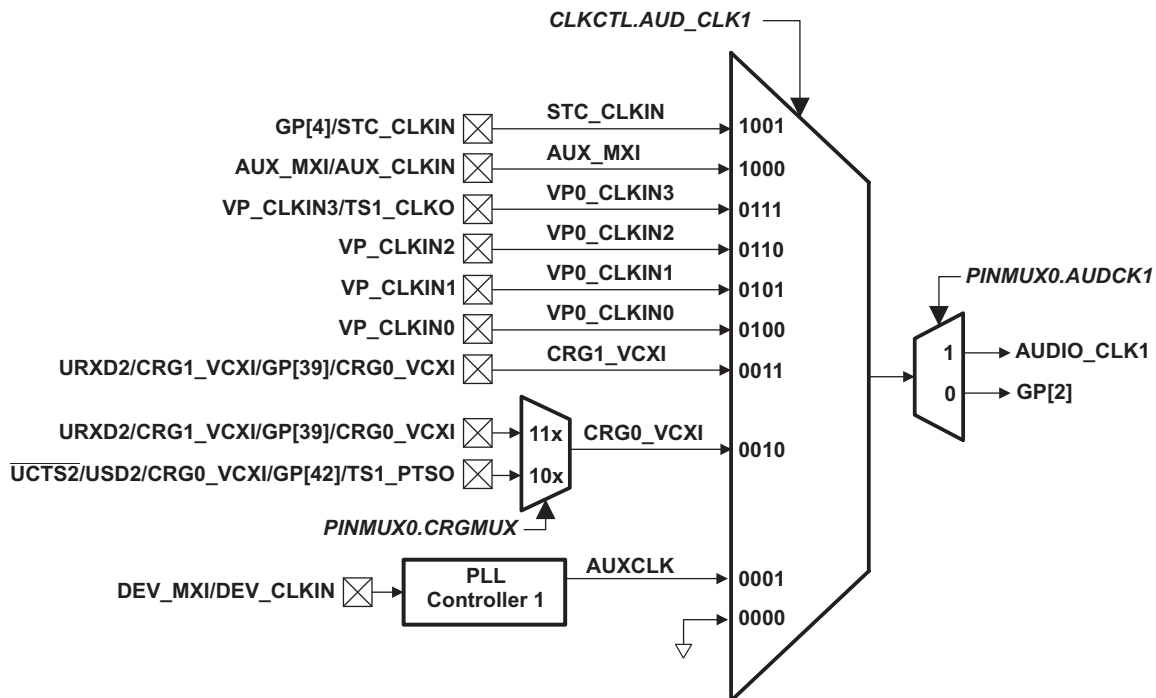 CLKCTL.AUD_CLK1
GP[4]/STC_CLKIN
STC_CLKIN
1001
AUX_MXI/AUX_CLKIN
AUX_MXI
1000
VP_CLKIN3/TS1_CLKO
VP0_CLKIN3
0111
VP_CLKIN2
VP0_CLKIN2
0110
VP_CLKIN1
VP0_CLKIN1
0101
VP_CLKIN0
VP0_CLKIN0
0100
URXD2/CRG1_VCXI/GP[39]/CRG0_VCXI
CRG1_VCXI
0011
URXD2/CRG1_VCXI/GP[39]/CRG0_VCXI
11x
UCTS2/USD2/CRG0_VCXI/GP[42]/TS1_PTSO
10x
CRG0_VCXI
0010
PINMUX0.CRGMUX
DEV_MXI/DEV_CLKIN
PLL
Controller 1
AUXCLK
0001
0000
PINMUX0.AUDCK1
1
AUDIO_CLK1
0
GP[2]